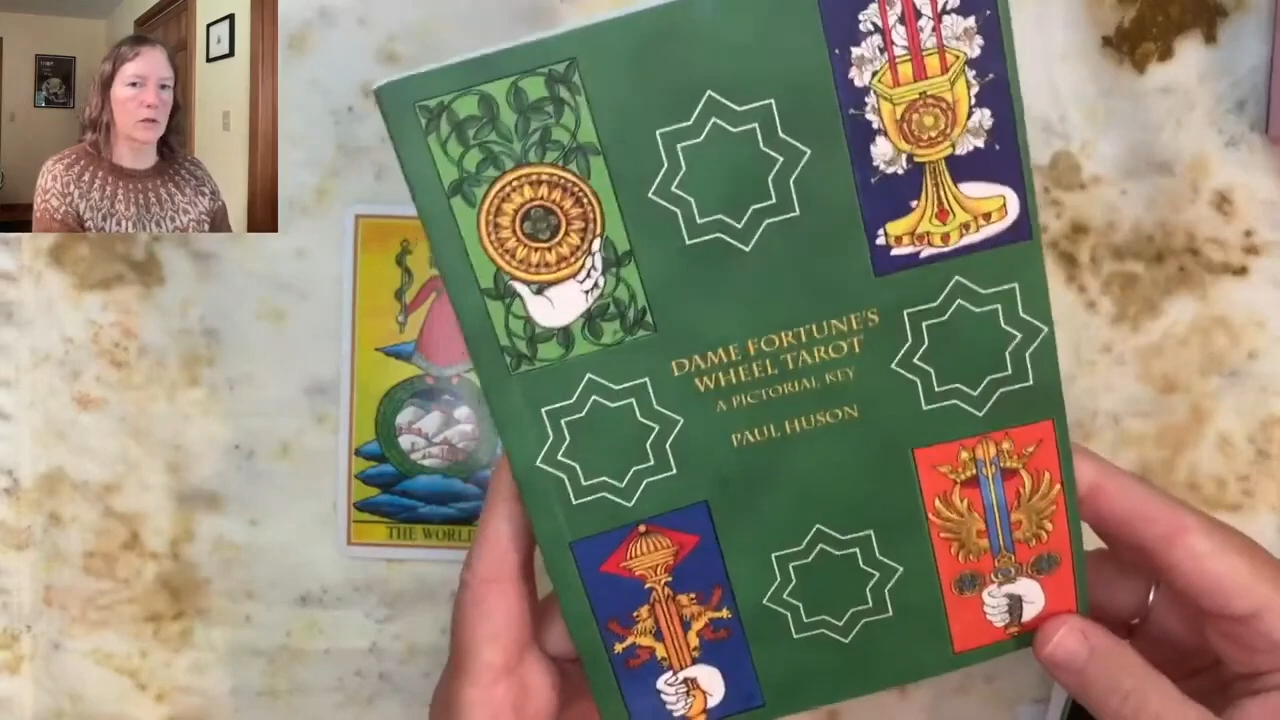 DAME FORTUNE'S
WHEEL TAROT
A PICTORIAL KEY
PAUL HUSON
THE WORLD